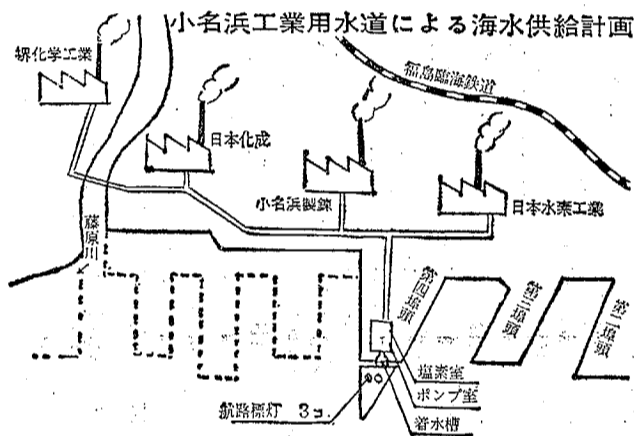 小名浜工業用水道による海水供給計画
堺化学工業
福島臨海鉄道
日本化成
小名浜製錬
日本水素工業
藤原川
第四埠頭
第三埠頭
第二埠頭
塩素室
ポンプ室
着水槽
航路標灯 3コ